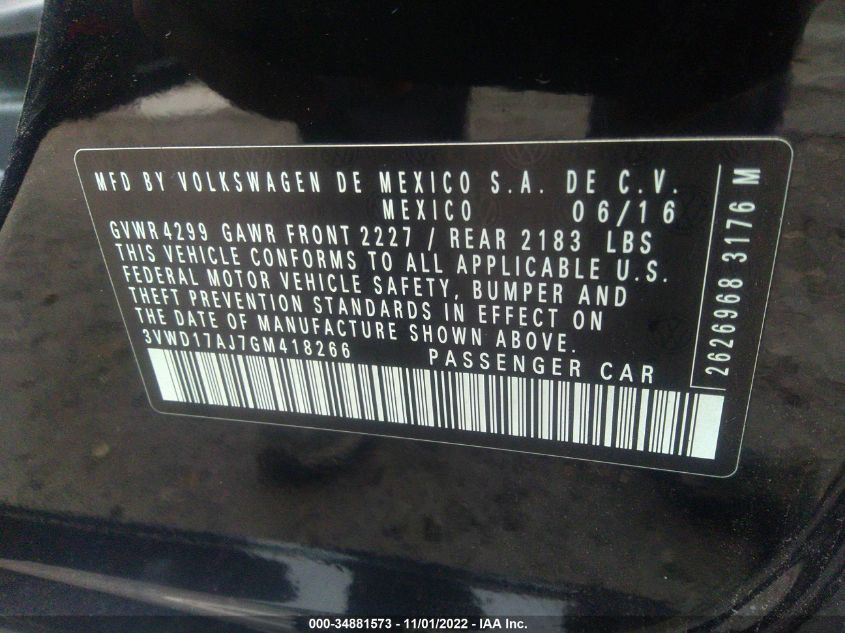 MFD BY VOLKSWAGEN DE MEXICO S.A. DE C.V.
MEXICO 06/16
GVWR 4299 GAWR FRONT 2227 / REAR 2183 LBS
THIS VEHICLE CONFORMS TO ALL APPLICABLE U.S.
FEDERAL MOTOR VEHICLE SAFETY, BUMPER AND
THEFT PREVENTION STANDARDS IN EFFECT ON
THE DATE OF MANUFACTURE SHOWN ABOVE.
3VWD17AJ7GM418266 PASSENGER CAR
2626968 3176 M
000-34881573 - 11/01/2022 - IAA Inc.